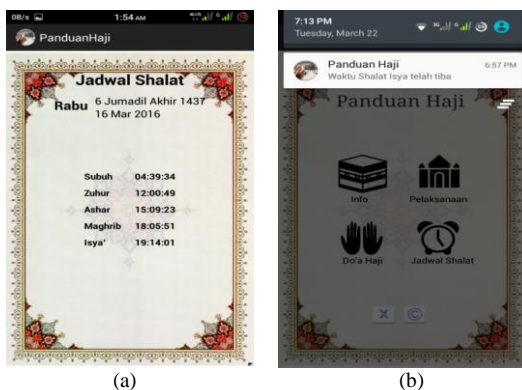 0B/s 1:54 AM
PanduanHaji
Jadwal Shalat
Rabu 6 Jumadil Akhir 1437
16 Mar 2016
Subuh 04:39:34
Zuhur 12:00:49
Ashar 15:09:23
Maghrib 18:05:51
Isya' 19:14:01
(a)
7:13 PM
Tuesday, March 22
Panduan Haji 6:57 PM
Waktu Shalat Isya telah tiba
Panduan Haji
Info Pelaksanaan
Do'a Haji Jadwal Shalat
X ©
(b)